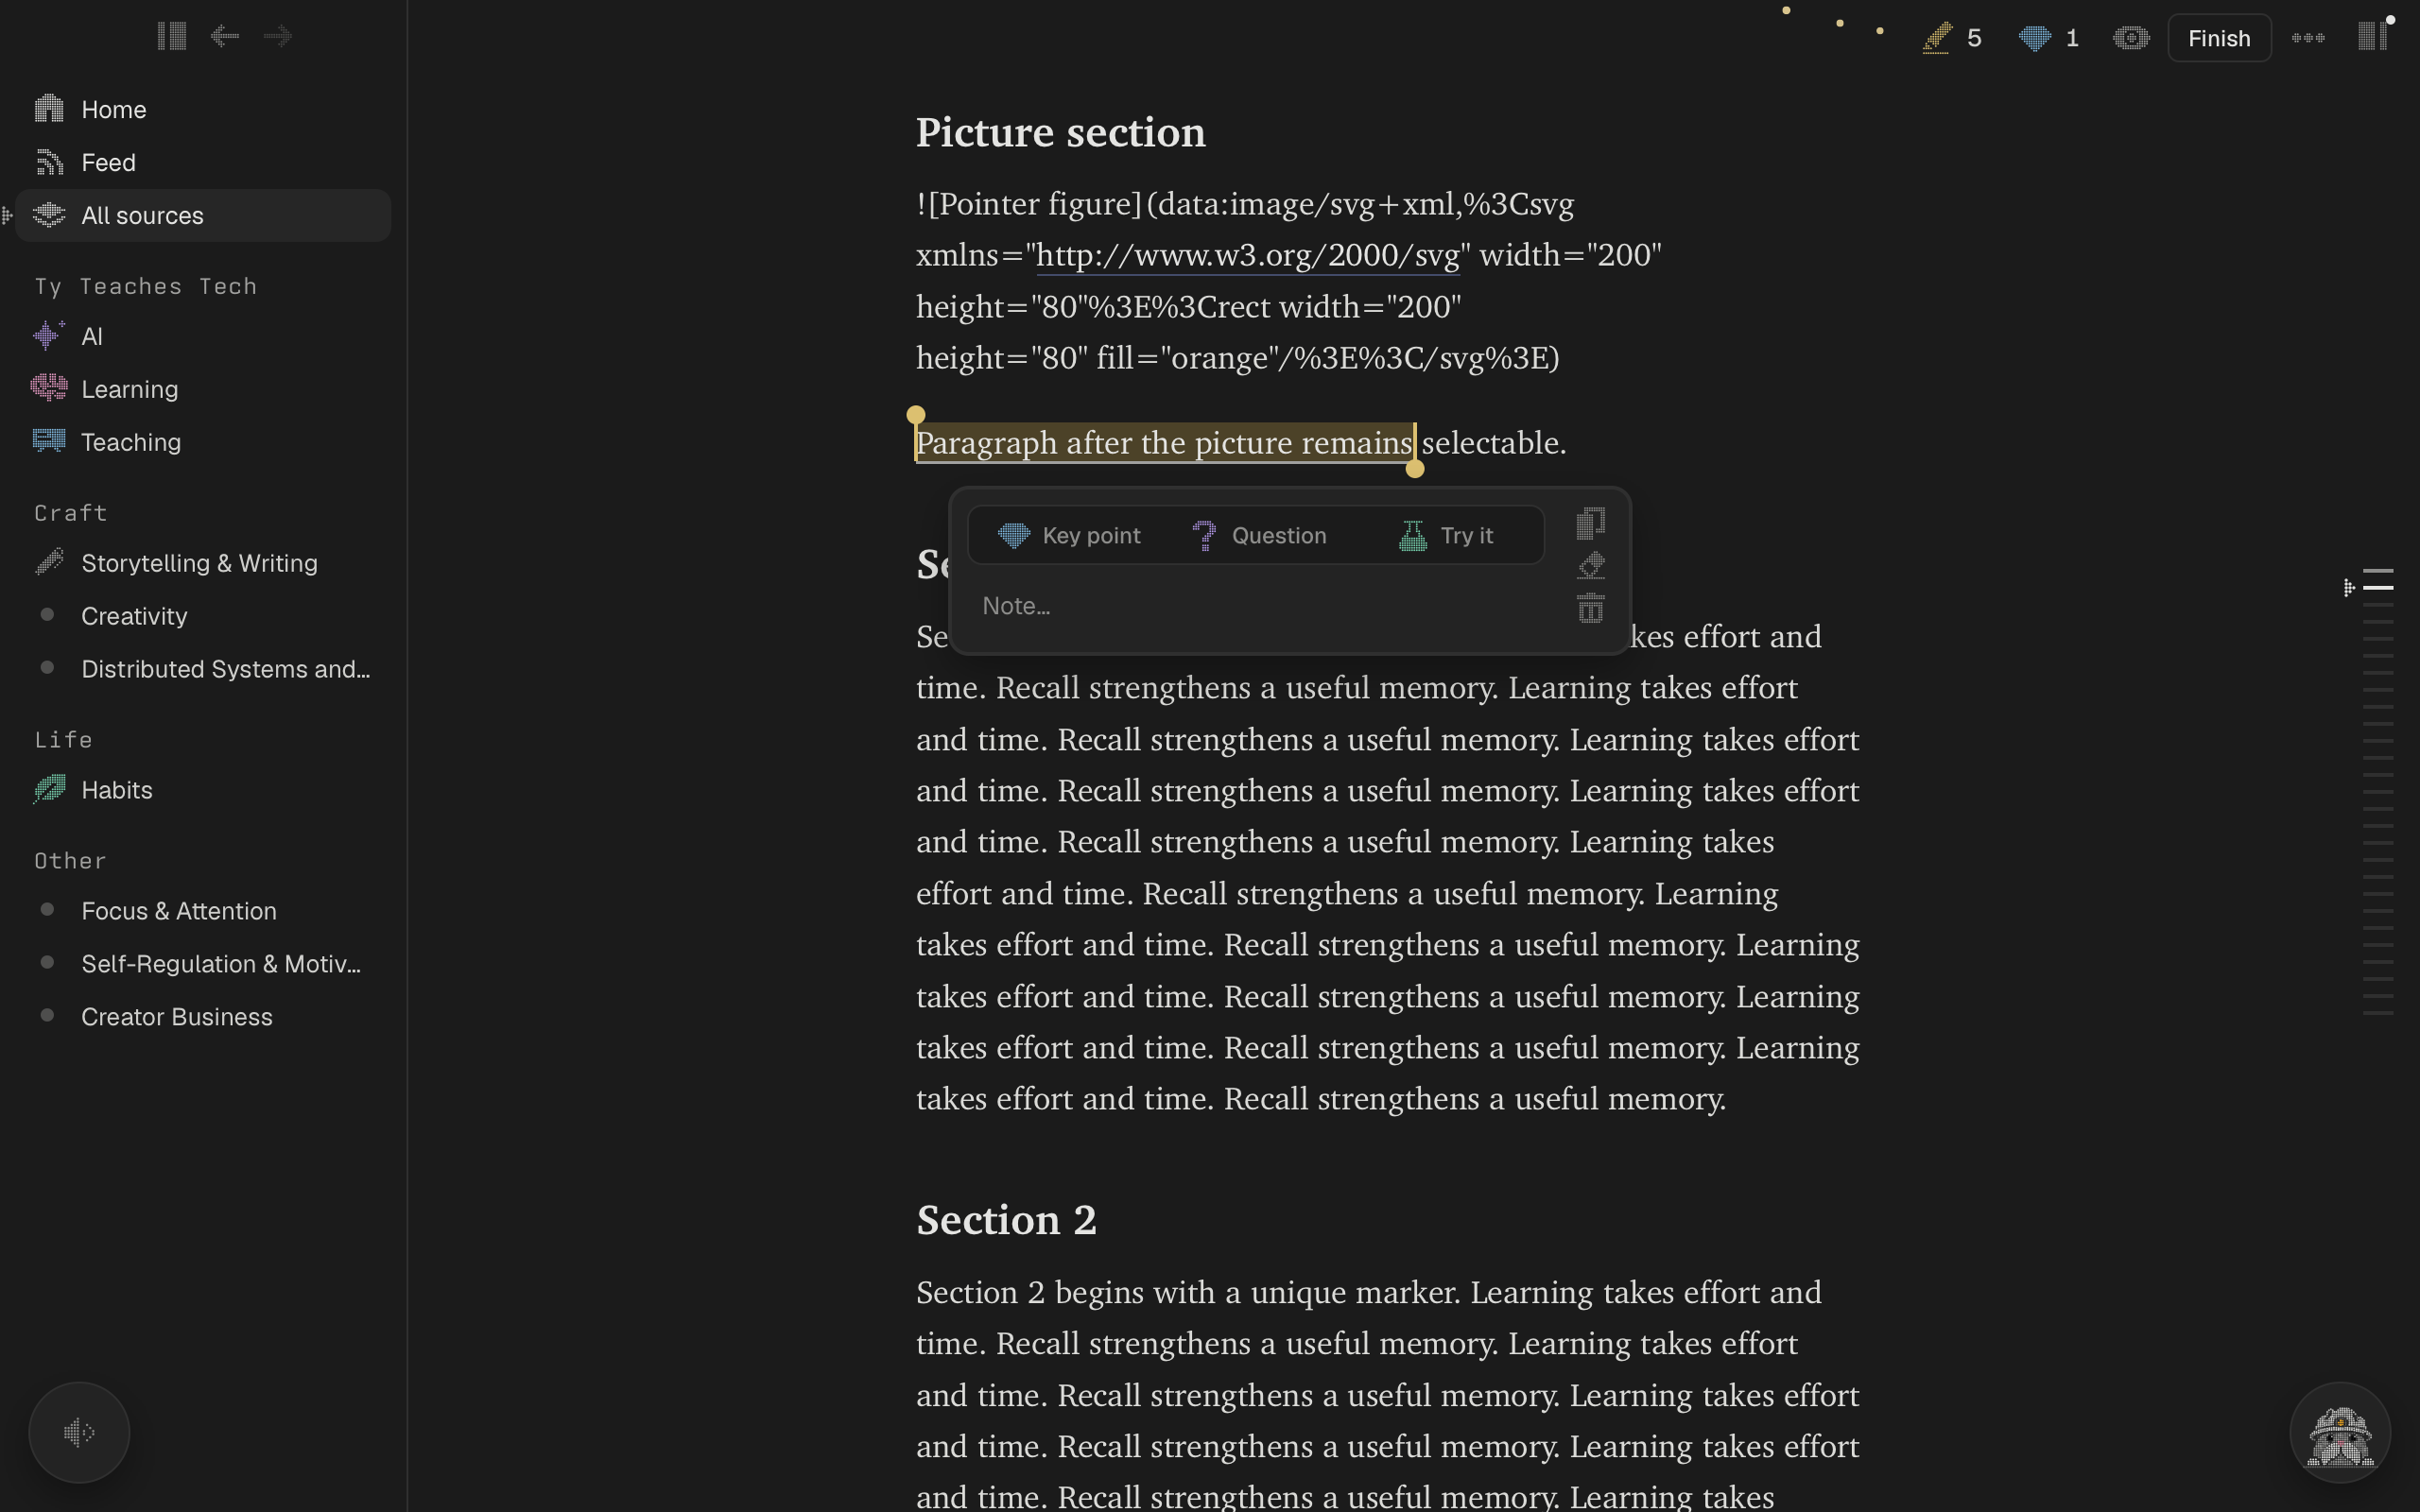 5
1
Finish
Home
Feed
All sources
Ty Teaches Tech
AI
Learning
Teaching
Craft
Storytelling & Writing
Creativity
Distributed Systems and...
Life
Habits
Other
Focus & Attention
Self-Regulation & Motiv...
Creator Business
Picture section
![Pointer figure](data:image/svg+xml,%3Csvg
xmlns="http://www.w3.org/2000/svg" width="200"
height="80"%3E%3Crect width="200"
height="80" fill="orange"/%3E%3C/svg%3E)
Paragraph after the picture remains selectable.
Key point
Question
Try it
Note...
effort and
time. Recall strengthens a useful memory. Learning takes effort
and time. Recall strengthens a useful memory. Learning takes effort
and time. Recall strengthens a useful memory. Learning takes effort
and time. Recall strengthens a useful memory. Learning takes
effort and time. Recall strengthens a useful memory. Learning
takes effort and time. Recall strengthens a useful memory. Learning
takes effort and time. Recall strengthens a useful memory. Learning
takes effort and time. Recall strengthens a useful memory. Learning
takes effort and time. Recall strengthens a useful memory.
Section 2
Section 2 begins with a unique marker. Learning takes effort and
time. Recall strengthens a useful memory. Learning takes effort
and time. Recall strengthens a useful memory. Learning takes effort
and time. Recall strengthens a useful memory. Learning takes effort
and time. Recall strengthens a useful memory. Learning takes